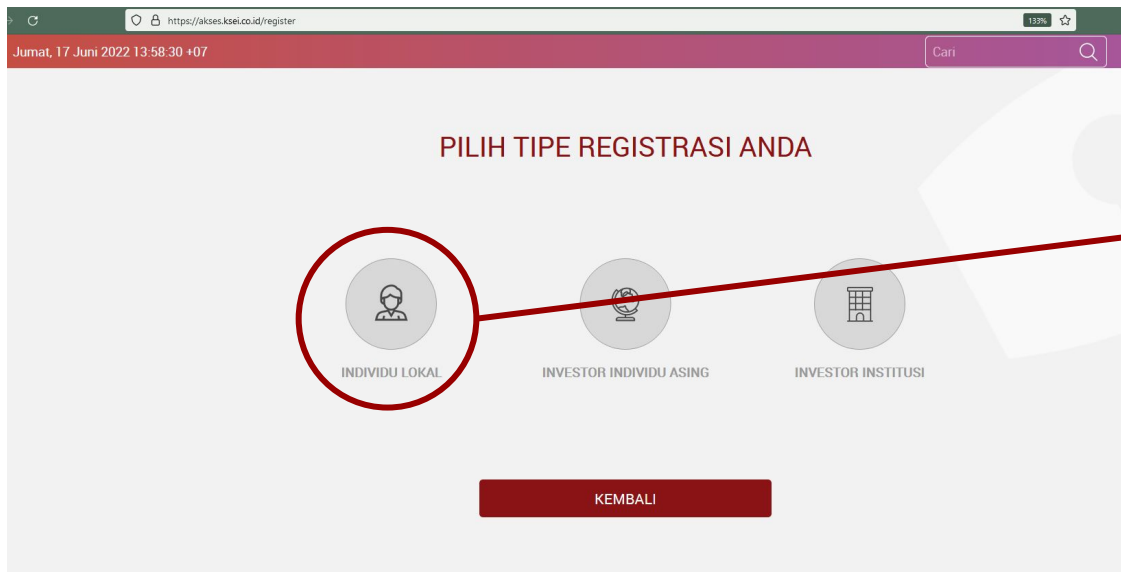 https://akses.ksei.co.id/register
133%
Jumat, 17 Juni 2022 13:58:30 +07
Cari
PILIH TIPE REGISTRASI ANDA
INDIVIDU LOKAL
INVESTOR INDIVIDU ASING
INVESTOR INSTITUSI
KEMBALI